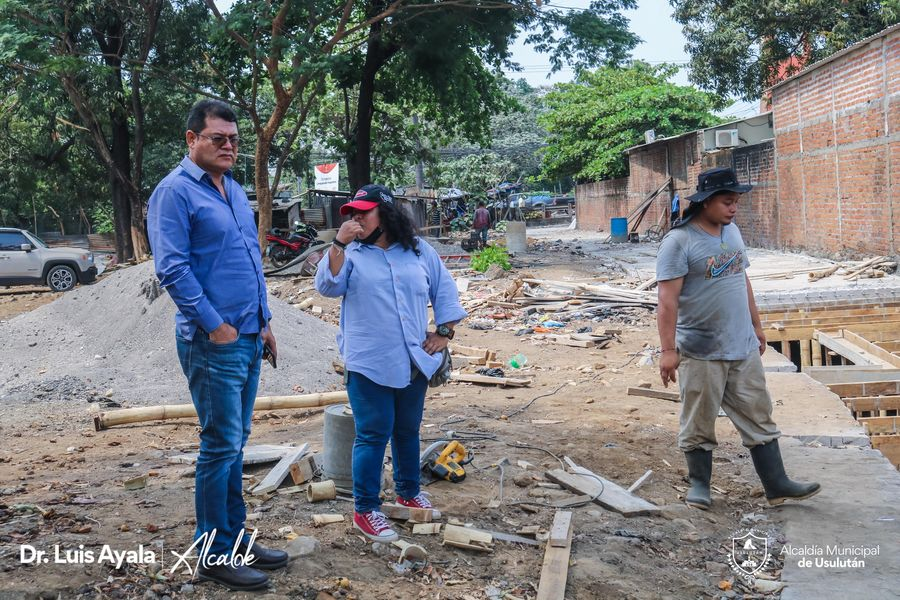 Dr. Luis Ayala | Alcalde
Alcaldía Municipal
de Usulután